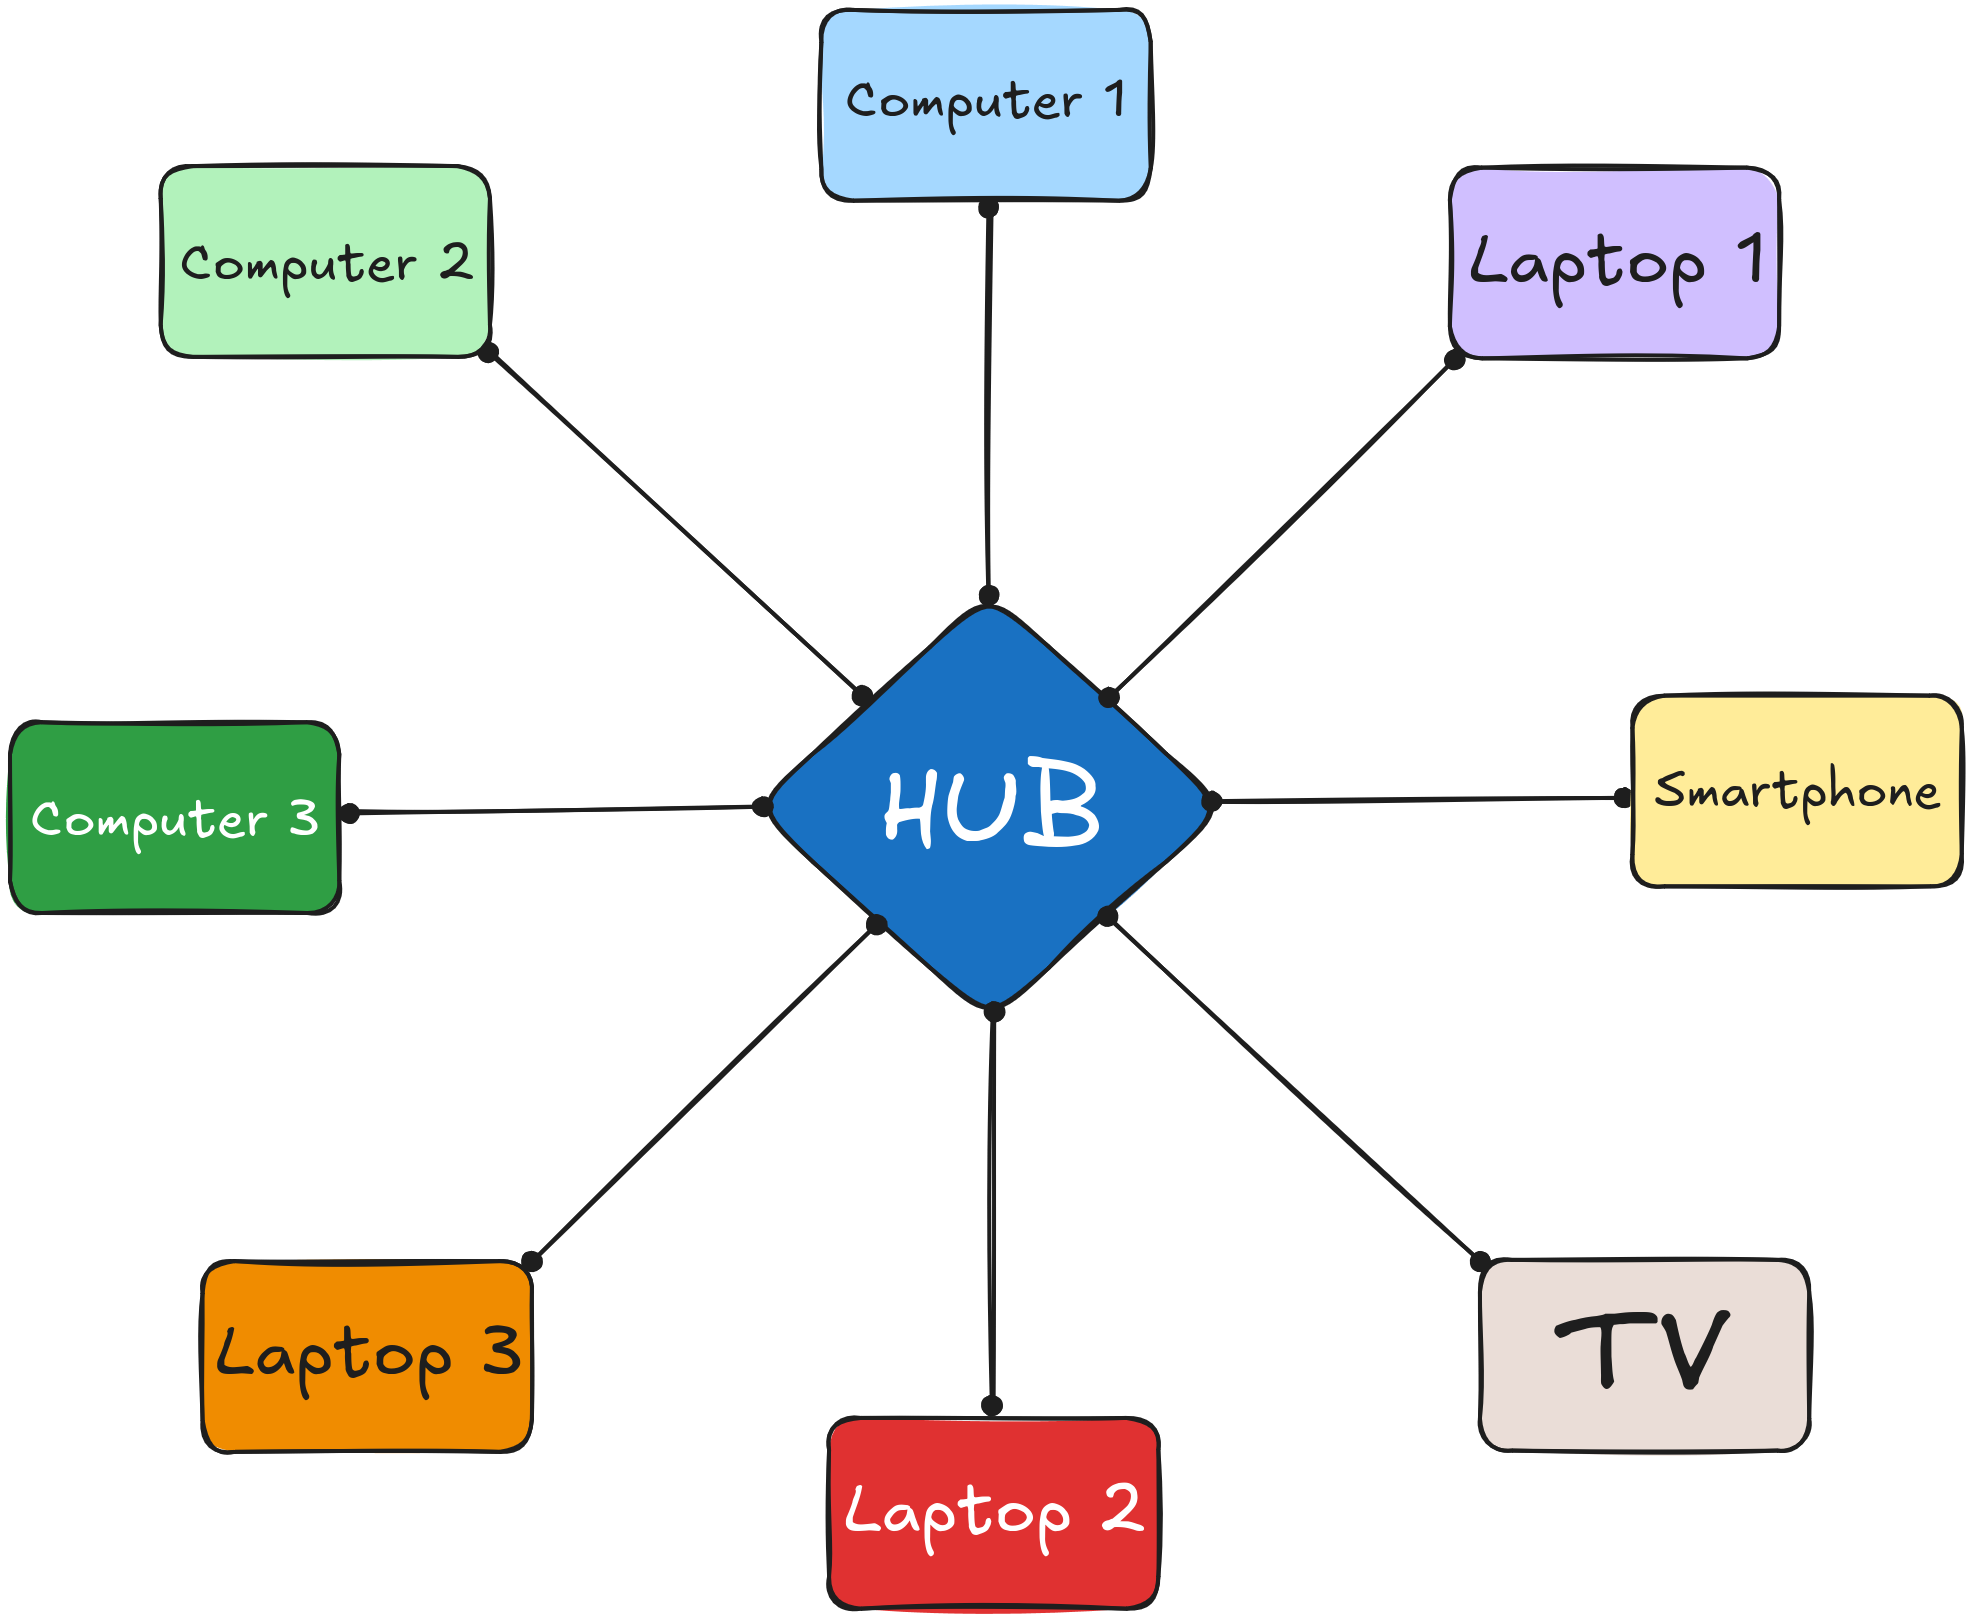 Computer 1
Computer 2
Laptop 1
HUB
Smartphone
Computer 3
Laptop 3
TV
Laptop 2